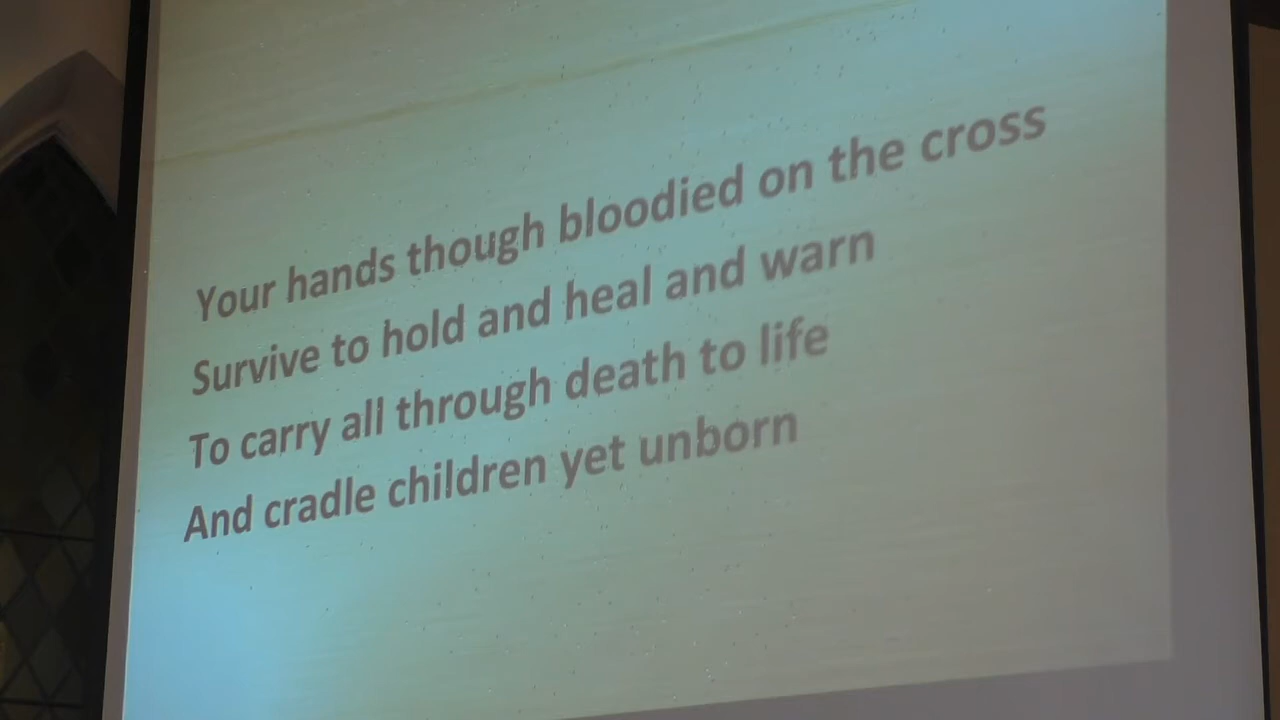 Your hands though bloodied on the cross
Survive to hold and heal and warn
To carry all through death to life
And cradle children yet unborn